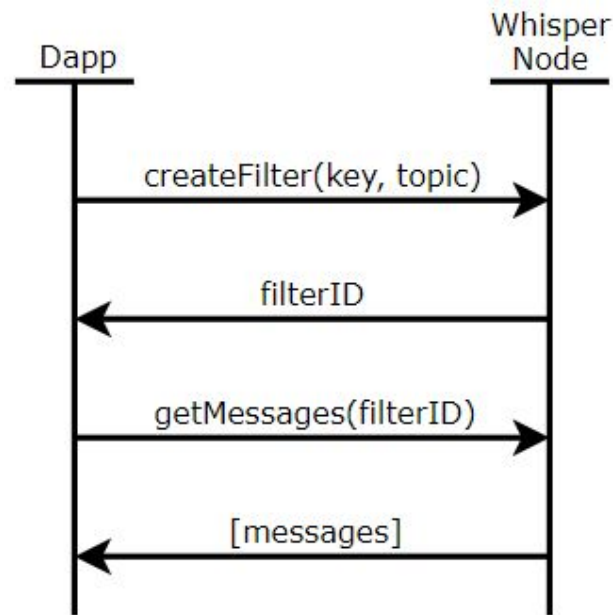 Dapp
Whisper
Node
createFilter(key, topic)
filterID
getMessages(filterID)
[messages]